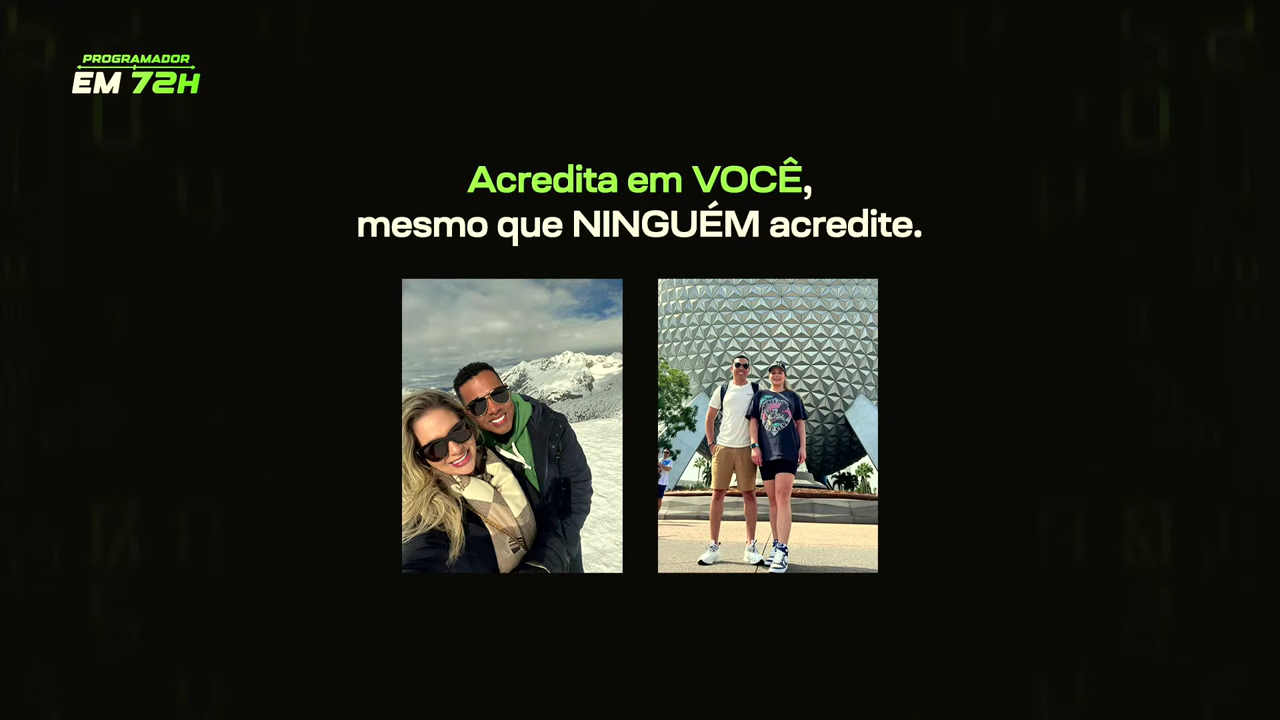 PROGRAMADOR
EM 72H
Acredita em VOCÊ,
mesmo que NINGUÉM acredite.